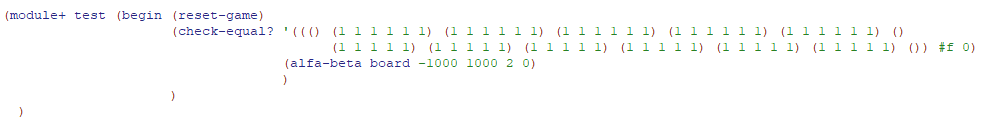 (module+ test (begin (reset-game)
(check-equal? '((() (1 1 1 1 1 1) (1 1 1 1 1 1) (1 1 1 1 1 1) (1 1 1 1 1 1) (1 1 1 1 1 1) ()
(1 1 1 1 1) (1 1 1 1 1) (1 1 1 1 1) (1 1 1 1 1) (1 1 1 1 1) (1 1 1 1 1) ()) #f 0)
(alfa-beta board -1000 1000 2 0)
)
)
)